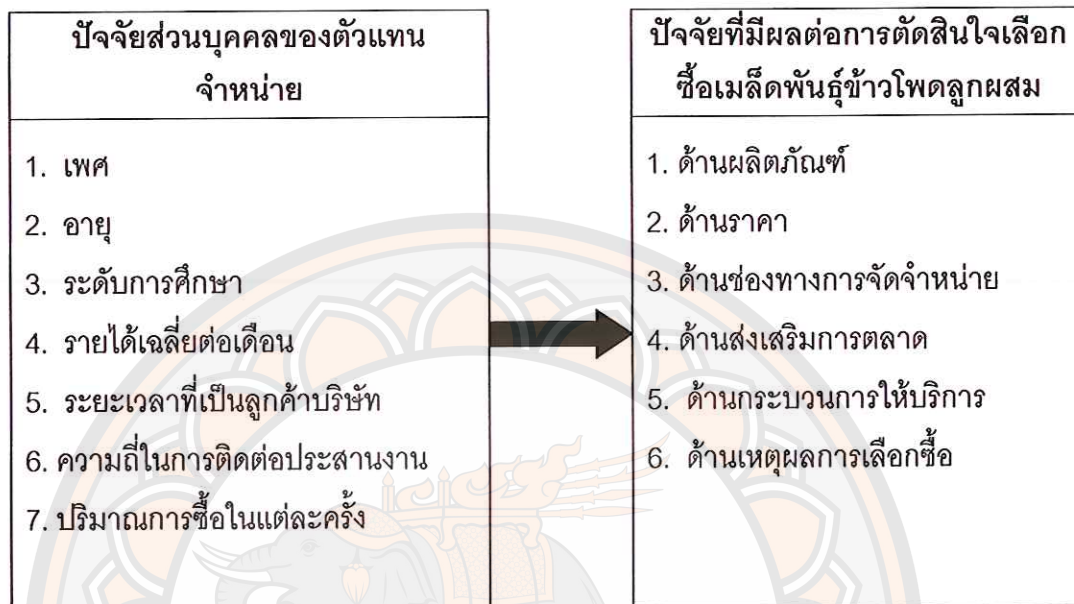 ปัจจัยส่วนบุคคลของตัวแทน
จำหน่าย
1. เพศ
2. อายุ
3. ระดับการศึกษา
4. รายได้เฉลี่ยต่อเดือน
5. ระยะเวลาที่เป็นลูกค้าบริษัท
6. ความถี่ในการติดต่อประสานงาน
7. ปริมาณการซื้อในแต่ละครั้ง
ปัจจัยที่มีผลต่อการตัดสินใจเลือก
ซื้อเมล็ดพันธุ์ข้าวโพดลูกผสม
1. ด้านผลิตภัณฑ์
2. ด้านราคา
3. ด้านช่องทางการจัดจำหน่าย
4. ด้านส่งเสริมการตลาด
5. ด้านกระบวนการให้บริการ
6. ด้านเหตุผลการเลือกซื้อ